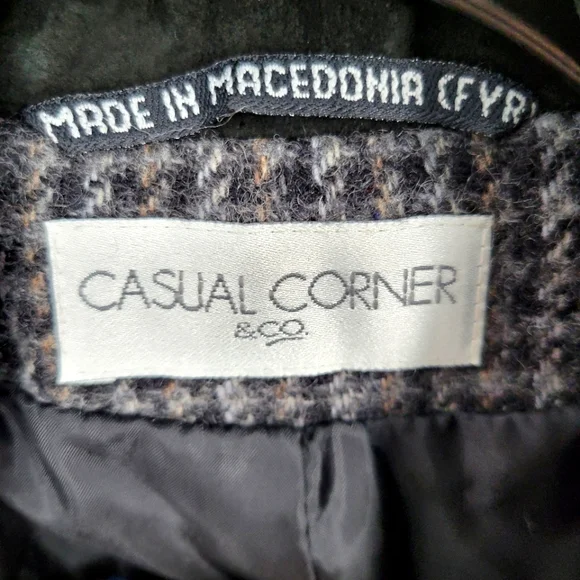 MADE IN MACEDONIA (FYR)
CASUAL CORNER
&CO.